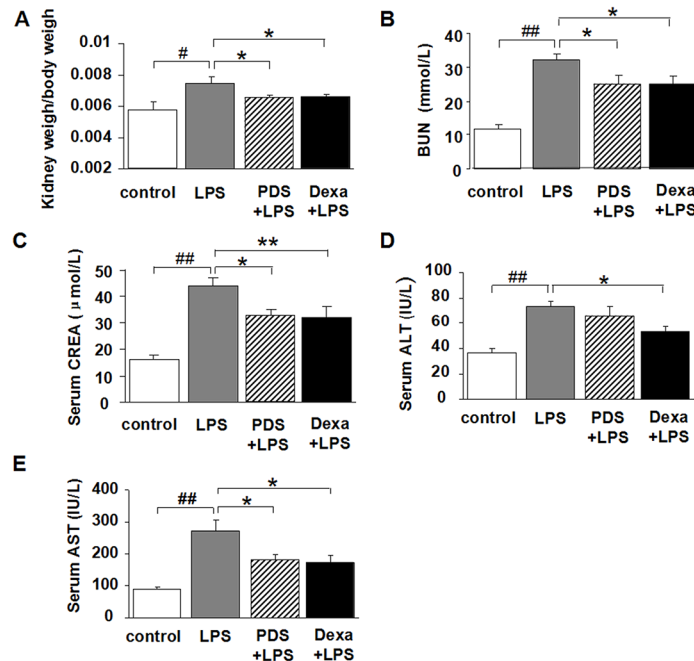 A
Kidney weigh/body weigh
0.01
0.008
0.006
0.004
0.002
#
*
*
control LPS PDS Dexa
+LPS +LPS
B
BUN (mmol/L)
40
30
20
10
0
##
*
*
control LPS PDS Dexa
+LPS +LPS
C
Serum CREA ( μ mol/L)
50
40
30
20
10
0
##
*
**
control LPS PDS Dexa
+LPS +LPS
D
Serum ALT (IU/L)
100
80
60
40
20
0
##
*
control LPS PDS Dexa
+LPS +LPS
E
Serum AST (IU/L)
400
300
200
100
0
##
*
*
control LPS PDS Dexa
+LPS +LPS